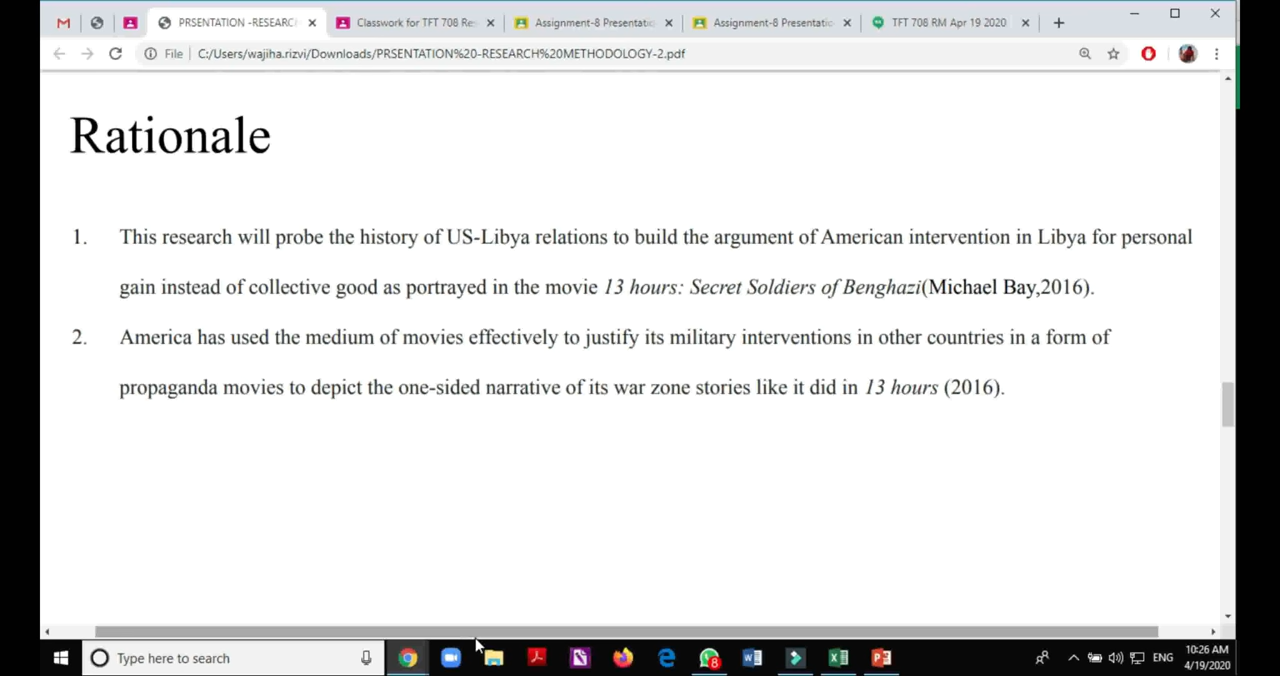 PRSENTATION -RESEARC
Classwork for TFT 708 Re
Assignment-8 Presentatio
Assignment-8 Presentatio
TFT 708 RM Apr 19 2020
File
C:/Users/wajiha.rizvi/Downloads/PRSENTATION%20-RESEARCH%20METHODOLOGY-2.pdf
Rationale
1. This research will probe the history of US-Libya relations to build the argument of American intervention in Libya for personal
gain instead of collective good as portrayed in the movie 13 hours: Secret Soldiers of Benghazi(Michael Bay,2016).
2. America has used the medium of movies effectively to justify its military interventions in other countries in a form of
propaganda movies to depict the one-sided narrative of its war zone stories like it did in 13 hours (2016).
Type here to search
8
ENG
10:26 AM
4/19/2020